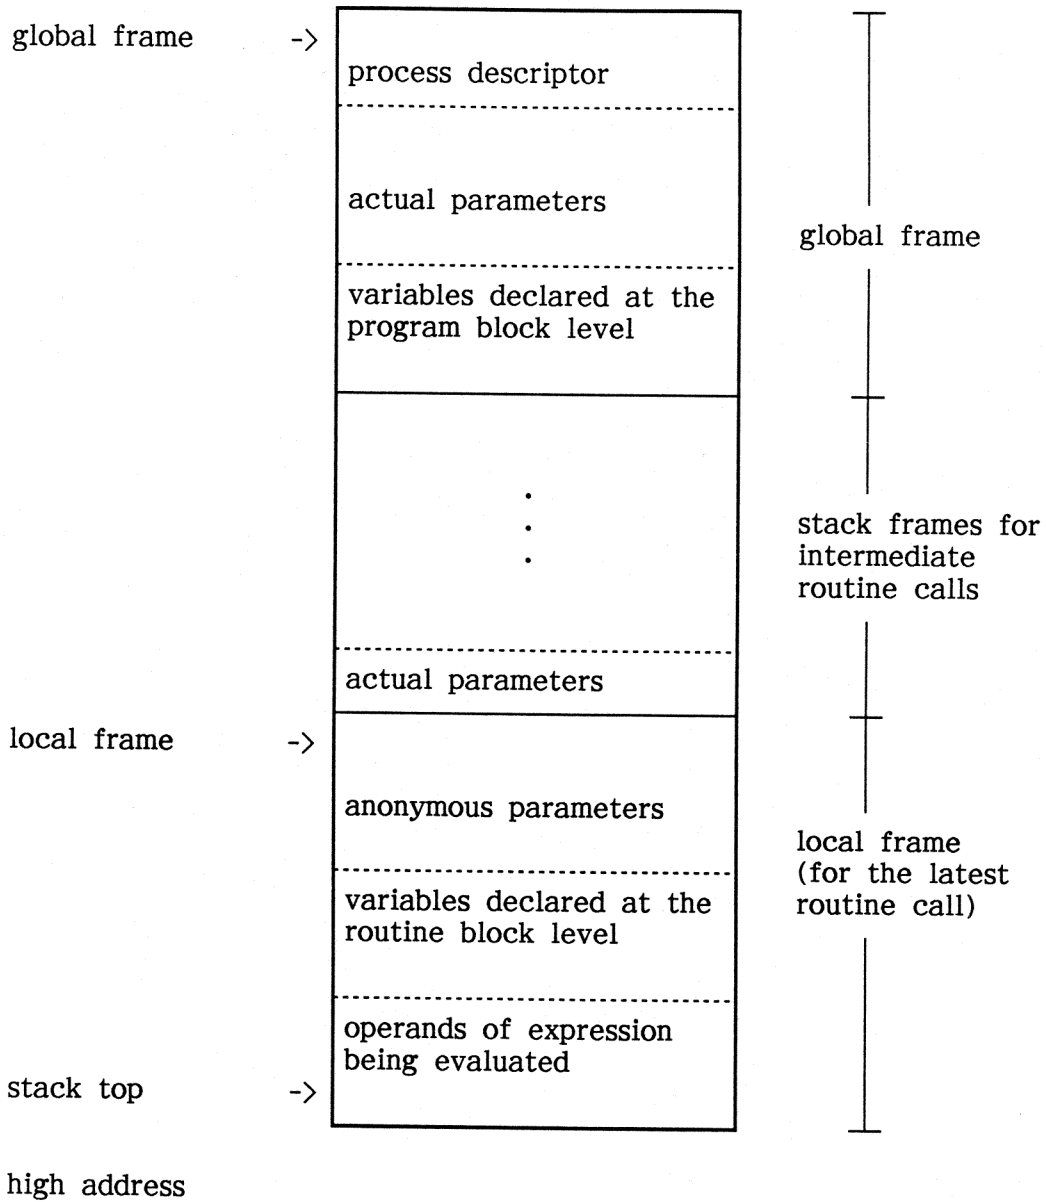 global frame ->
process descriptor
actual parameters
global frame
variables declared at the
program block level
.
.
.
stack frames for
intermediate
routine calls
actual parameters
local frame ->
anonymous parameters
local frame
(for the latest
routine call)
variables declared at the
routine block level
operands of expression
being evaluated
stack top ->
high address